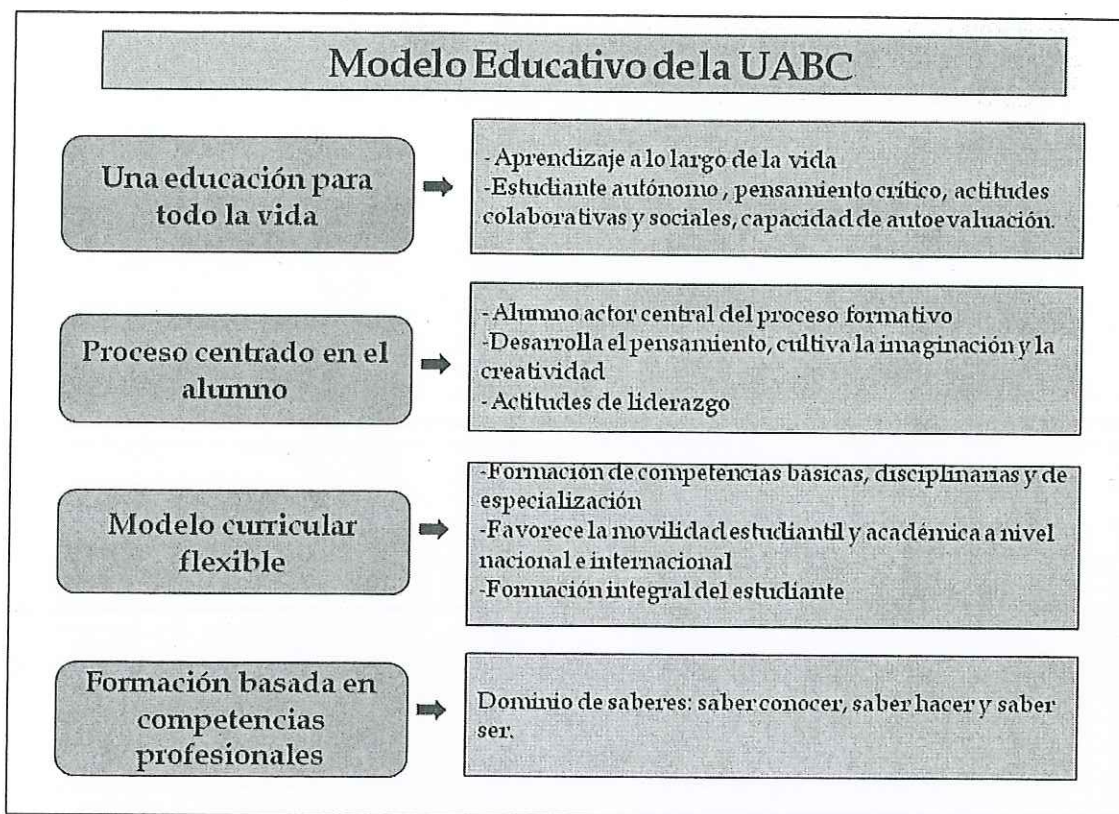 Modelo Educativo de la UABC
Una educación para
todo la vida
-Aprendizaje a lo largo de la vida
-Estudiante autónomo, pensamiento crítico, actitudes
colaborativas y sociales, capacidad de autoevaluación.
Proceso centrado en el
alumno
-Alumno actor central del proceso formativo
-Desarrolla el pensamiento, cultiva la imaginación y la
creatividad
-Actitudes de liderazgo
Modelo curricular
flexible
-Formación de competencias básicas, disciplinarias y de
especialización
-Favorece la movilidad estudiantil y académica a nivel
nacional e internacional
-Formación integral del estudiante
Formación basada en
competencias
profesionales
Dominio de saberes: saber conocer, saber hacer y saber
ser.